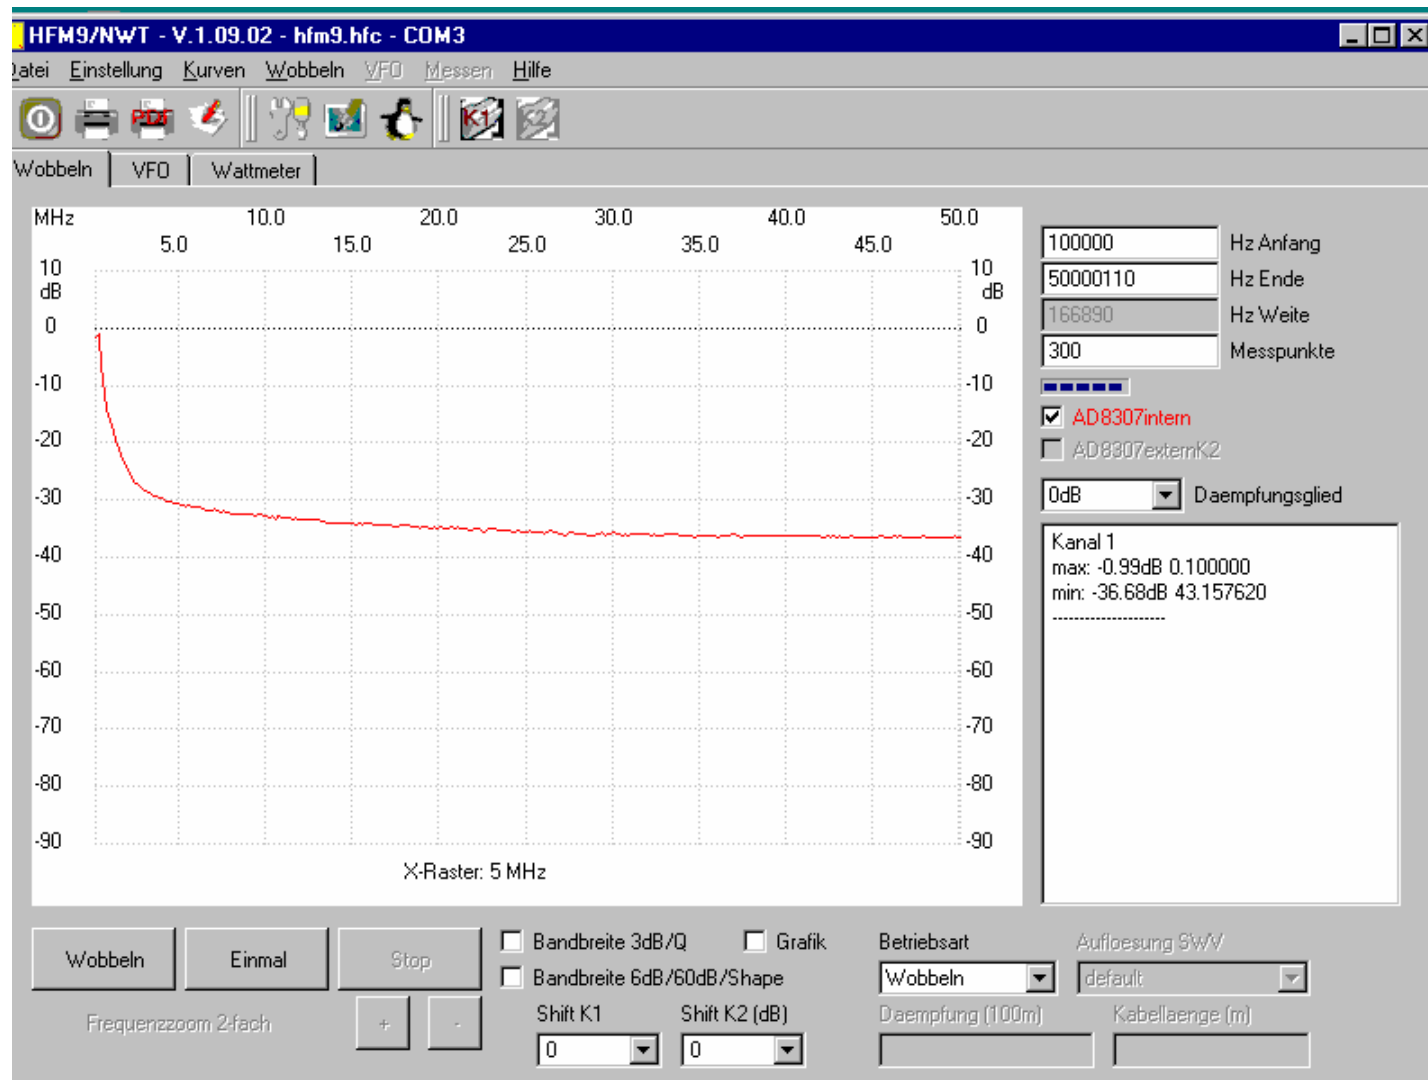 HFM9/NWT - V.1.09.02 - hfm9.hfc - COM3
Datei Einstellung Kurven Wobbeln VFO Messen Hilfe
PDF K1 K2
Wobbeln VFO Wattmeter
MHz 10.0 20.0 30.0 40.0 50.0
5.0 15.0 25.0 35.0 45.0
10 10
dB dB
0 0
-10 -10
-20 -20
-30 -30
-40 -40
-50 -50
-60 -60
-70 -70
-80 -80
-90 -90
X-Raster: 5 MHz
100000 Hz Anfang
50000110 Hz Ende
166890 Hz Weite
300 Messpunkte
AD8307intern
AD8307externK2
0dB Daempfungsglied
Kanal 1
max: -0.99dB 0.100000
min: -36.68dB 43.157620
---------------------
Wobbeln Einmal Stop
Frequenzzoom 2-fach + -
Bandbreite 3dB/Q Grafik
Bandbreite 6dB/60dB/Shape
Shift K1 Shift K2 (dB)
0 0
Betriebsart Aufloesung SWV
Wobbeln default
Daempfung (100m) Kabellaenge (m)